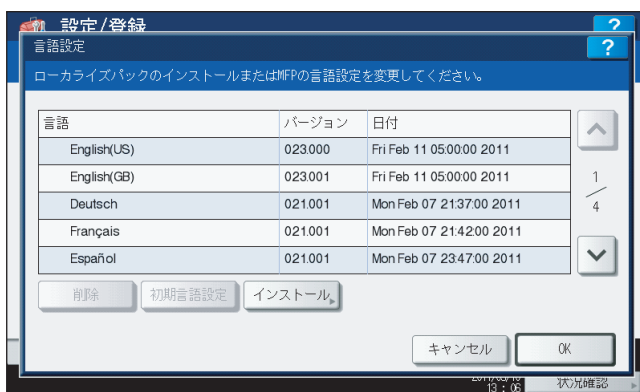 設定/登録
?
言語設定
?
ローカライズパックのインストールまたはMFPの言語設定を変更してください。
言語 バージョン 日付
English(US) 023.000 Fri Feb 11 05:00:00 2011
English(GB) 023.001 Fri Feb 11 05:00:00 2011
Deutsch 021.001 Mon Feb 07 21:37:00 2011
Français 021.001 Mon Feb 07 21:42:00 2011
Español 021.001 Mon Feb 07 23:47:00 2011
1/4
削除 初期言語設定 インストール
キャンセル OK
13:06 状況確認